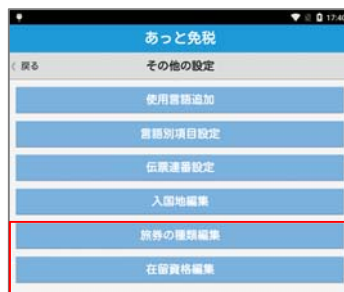 17:40
あっと免税
戻る
その他の設定
使用言語追加
言語別項目設定
伝票連番設定
入国地編集
旅券の種類編集
在留資格編集